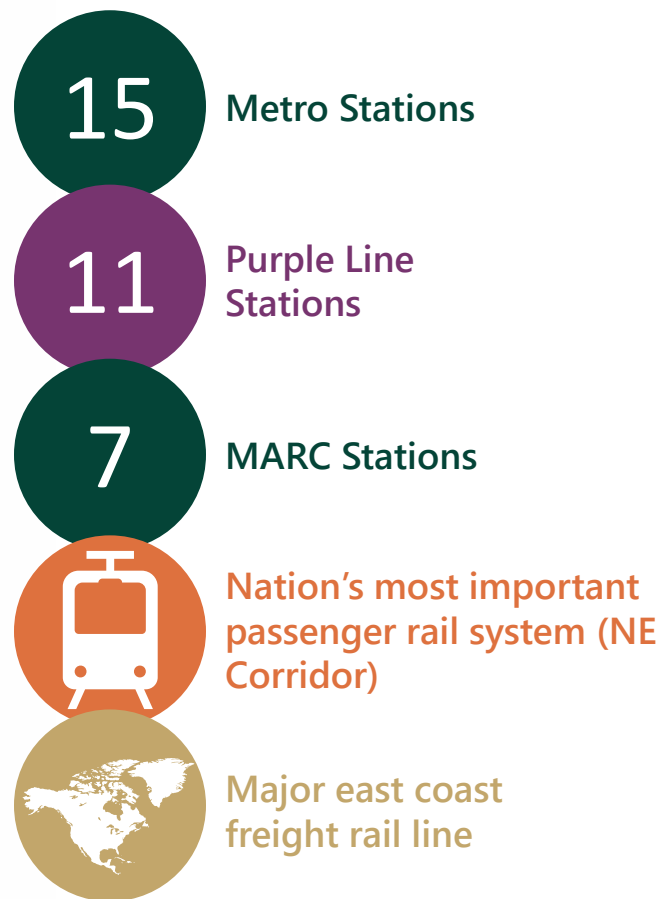 15
Metro Stations
11
Purple Line
Stations
7
MARC Stations
Nation’s most important
passenger rail system (NE
Corridor)
Major east coast
freight rail line